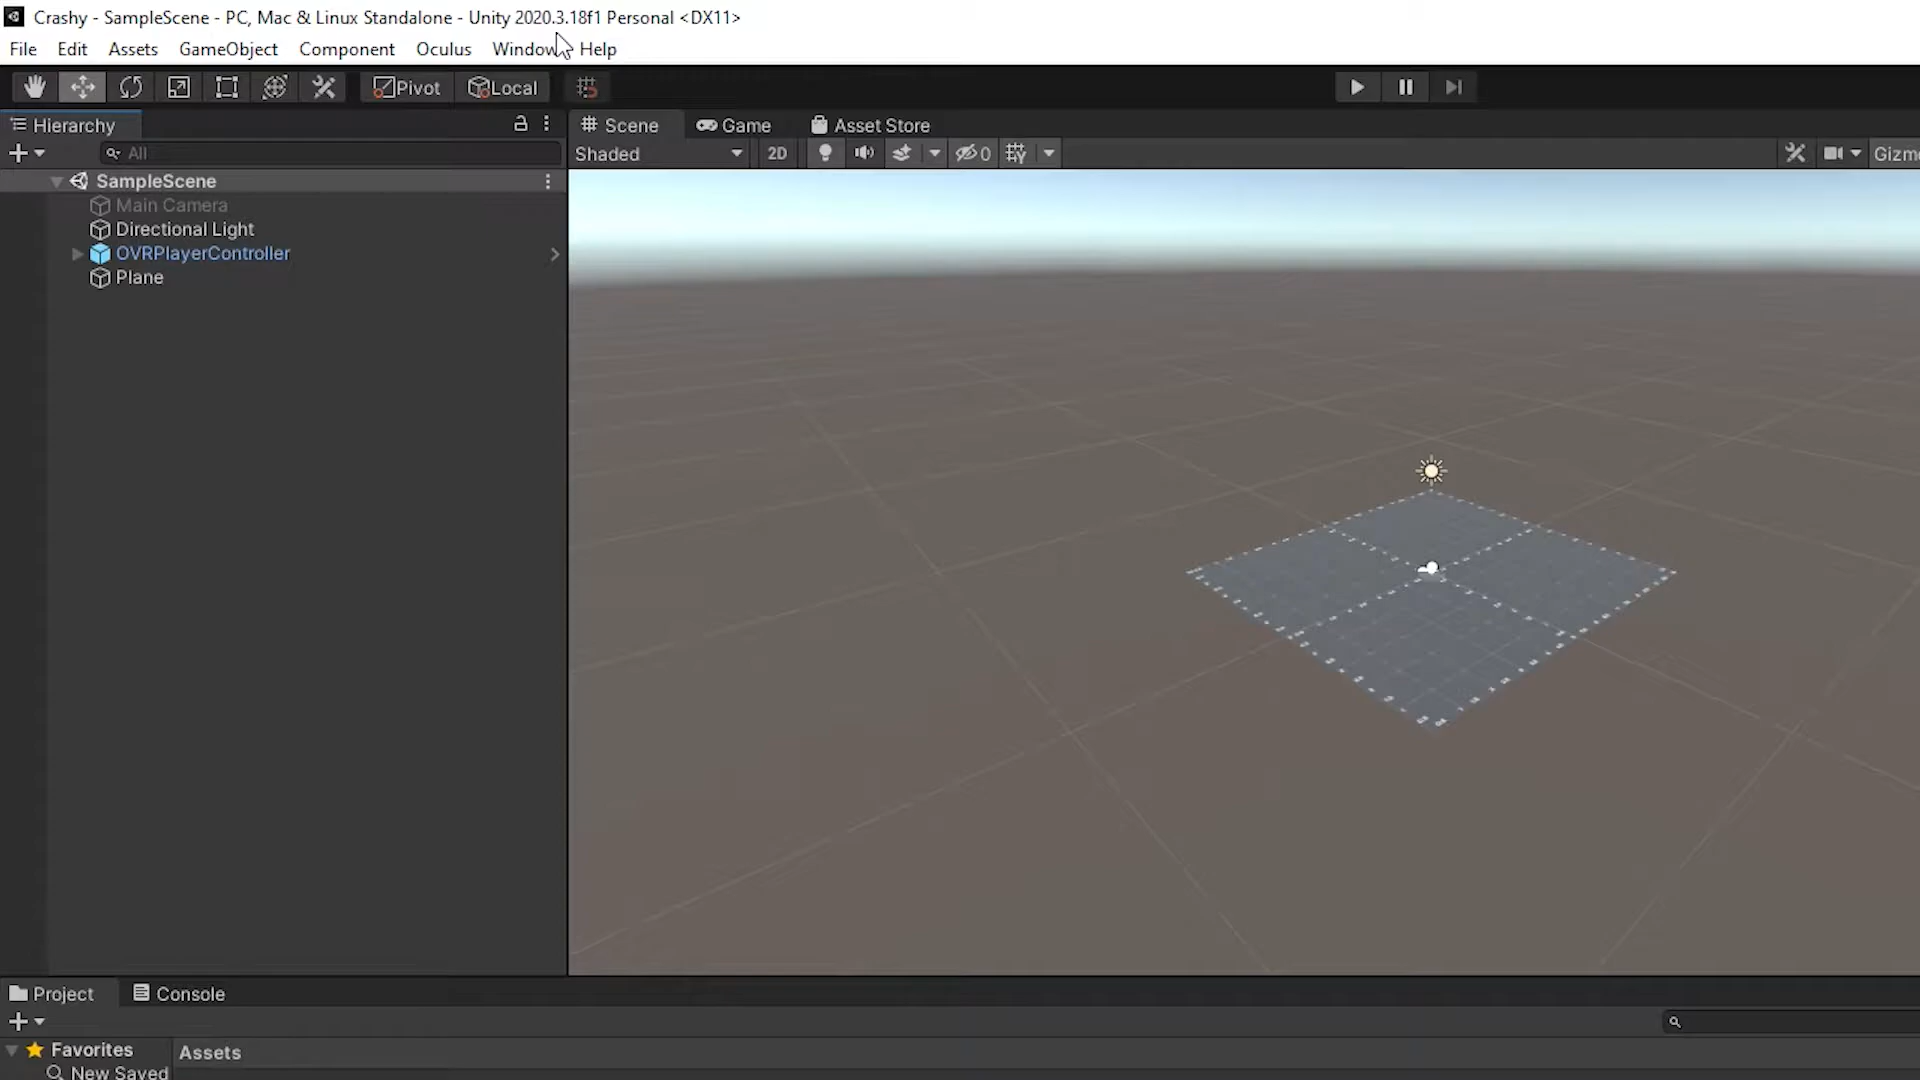 Crashy - SampleScene - PC, Mac & Linux Standalone - Unity 2020.3.18f1 Personal <DX11>
File Edit Assets GameObject Component Oculus Window Help
Pivot Local
Hierarchy
All
SampleScene
Main Camera
Directional Light
OVRPlayerController
Plane
Scene Game Asset Store
Shaded 2D 0 Gizmo
Project Console
Favorites
New Saved
Assets